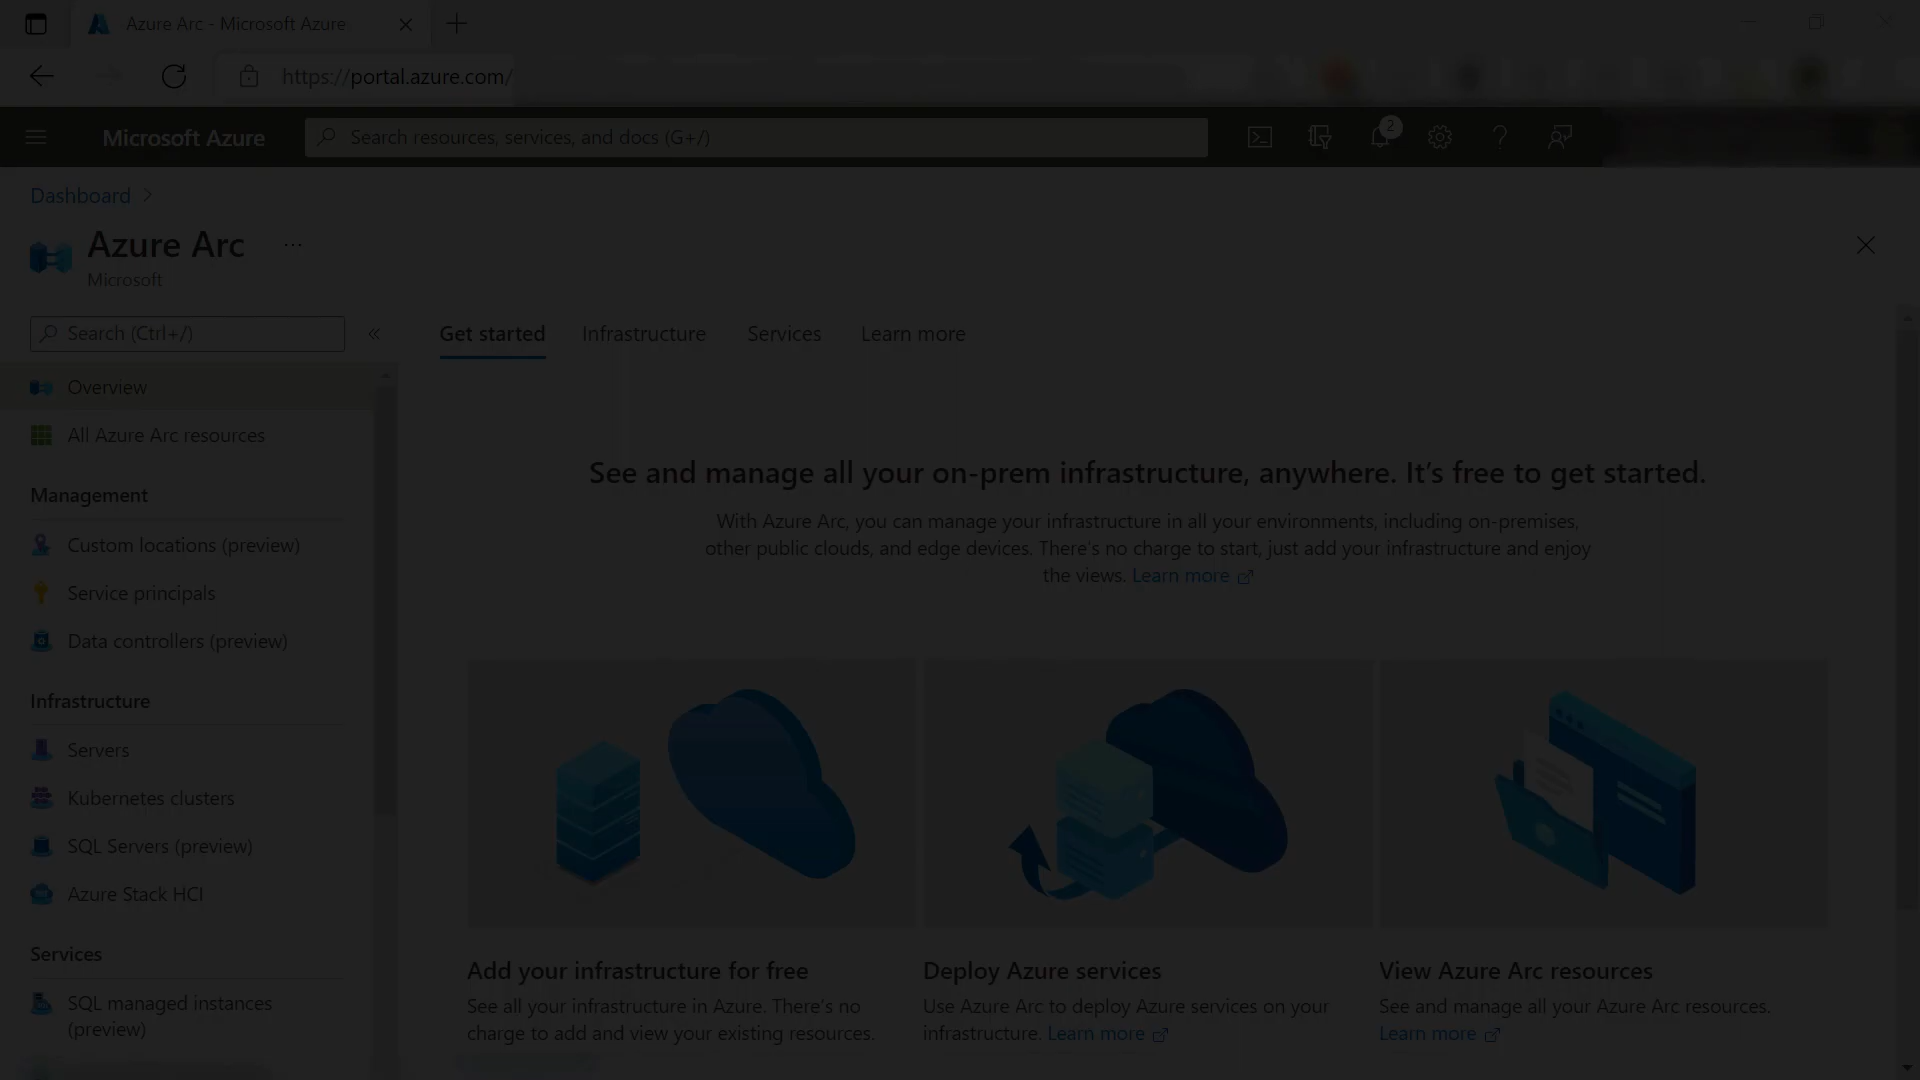 Azure Arc - Microsoft Azure
https://portal.azure.com/
Microsoft Azure
Search resources, services, and docs (G+/)
2
Dashboard
Azure Arc
...
Microsoft
Search (Ctrl+/)
«
Get started
Infrastructure
Services
Learn more
Overview
All Azure Arc resources
Management
Custom locations (preview)
Service principals
Data controllers (preview)
Infrastructure
Servers
Kubernetes clusters
SQL Servers (preview)
Azure Stack HCI
Services
SQL managed instances
(preview)
See and manage all your on-prem infrastructure, anywhere. It's free to get started.
With Azure Arc, you can manage your infrastructure in all your environments, including on-premises,
other public clouds, and edge devices. There's no charge to start, just add your infrastructure and enjoy
the views. Learn more
Add your infrastructure for free
See all your infrastructure in Azure. There's no
charge to add and view your existing resources.
Deploy Azure services
Use Azure Arc to deploy Azure services on your
infrastructure. Learn more
View Azure Arc resources
See and manage all your Azure Arc resources.
Learn more